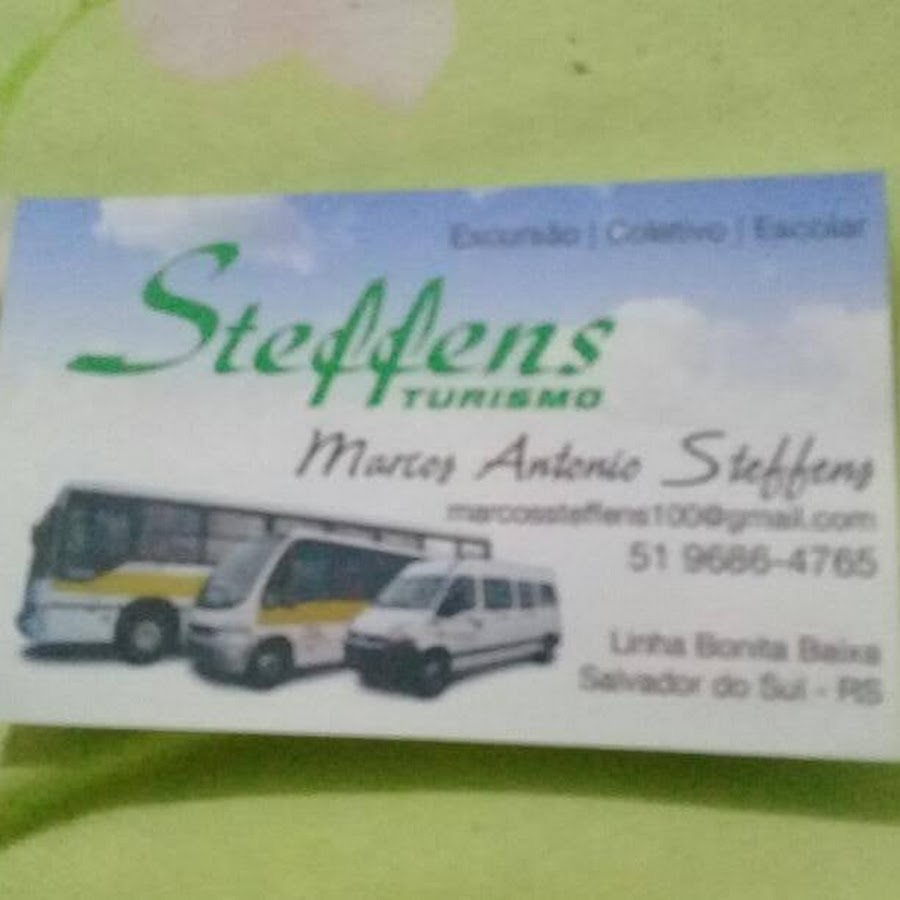 Excursão | Coletivo | Escolar
Steffens
TURISMO
Marcos Antonio Steffens
marcossteffens100@gmail.com
51 9686-4765
Linha Bonita Baixa
Salvador do Sul - RS